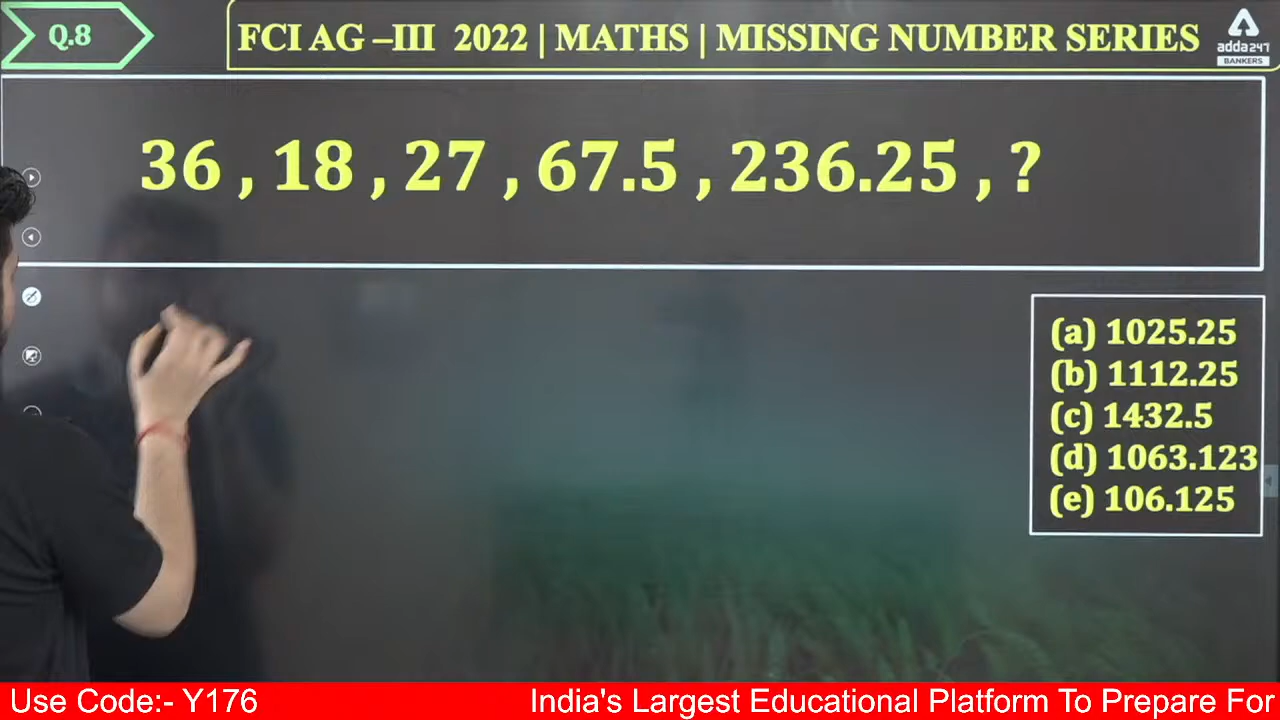 Q.8
FCI AG –III 2022 | MATHS | MISSING NUMBER SERIES
adda247
BANKERS
36 , 18 , 27 , 67.5 , 236.25 , ?
(a) 1025.25
(b) 1112.25
(c) 1432.5
(d) 1063.123
(e) 106.125
Use Code:- Y176
India's Largest Educational Platform To Prepare For